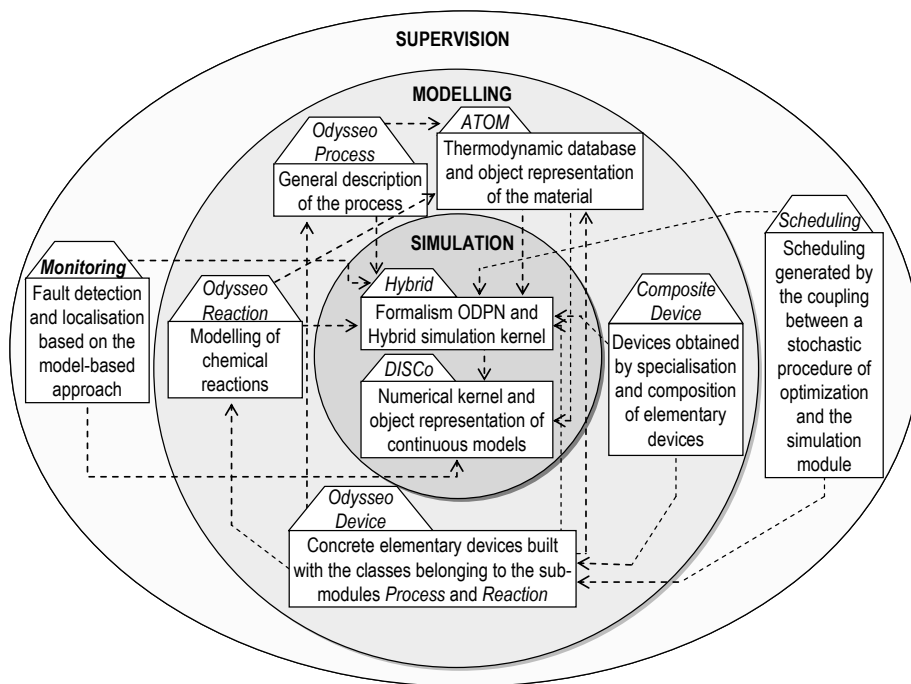 SUPERVISION
MODELLING
Odysseo
Process
General description
of the process
ATOM
Thermodynamic database
and object representation
of the material
SIMULATION
Monitoring
Fault detection
and localisation
based on the
model-based
approach
Odysseo
Reaction
Modelling of
chemical
reactions
Hybrid
Formalism ODPN and
Hybrid simulation kernel
DISCo
Numerical kernel and
object representation of
continuous models
Composite
Device
Devices obtained
by specialisation
and composition
of elementary
devices
Scheduling
Scheduling
generated by
the coupling
between a
stochastic
procedure of
optimization
and the
simulation
module
Odysseo
Device
Concrete elementary devices built
with the classes belonging to the sub-
modules Process and Reaction